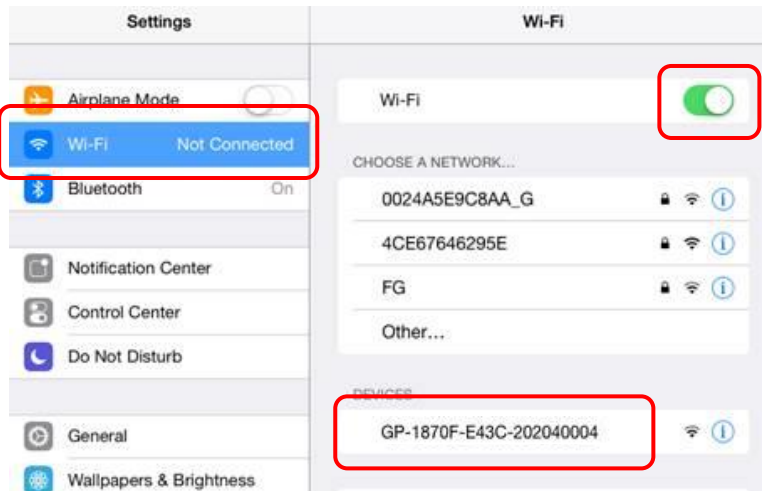 Settings
Airplane Mode
Wi-Fi Not Connected
Bluetooth On
Notification Center
Control Center
Do Not Disturb
General
Wallpapers & Brightness
Wi-Fi
Wi-Fi
CHOOSE A NETWORK...
0024A5E9C8AA_G
4CE67646295E
FG
Other...
DEVICES
GP-1870F-E43C-202040004